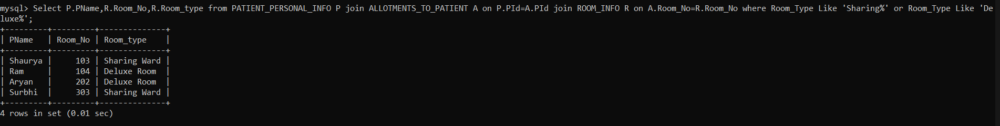 mysql> Select P.PName,R.Room_No,R.Room_type from PATIENT_PERSONAL_INFO P join ALLOTMENTS_TO_PATIENT A on P.PId=A.PId join ROOM_INFO R on A.Room_No=R.Room_No where Room_Type Like 'Sharing%' or Room_Type Like 'De
luxe%';
+---------+---------+--------------+
| PName   | Room_No | Room_type    |
+---------+---------+--------------+
| Shaurya |     103 | Sharing Ward |
| Ram     |     104 | Deluxe Room  |
| Aryan   |     202 | Deluxe Room  |
| Surbhi  |     303 | Sharing Ward |
+---------+---------+--------------+
4 rows in set (0.01 sec)